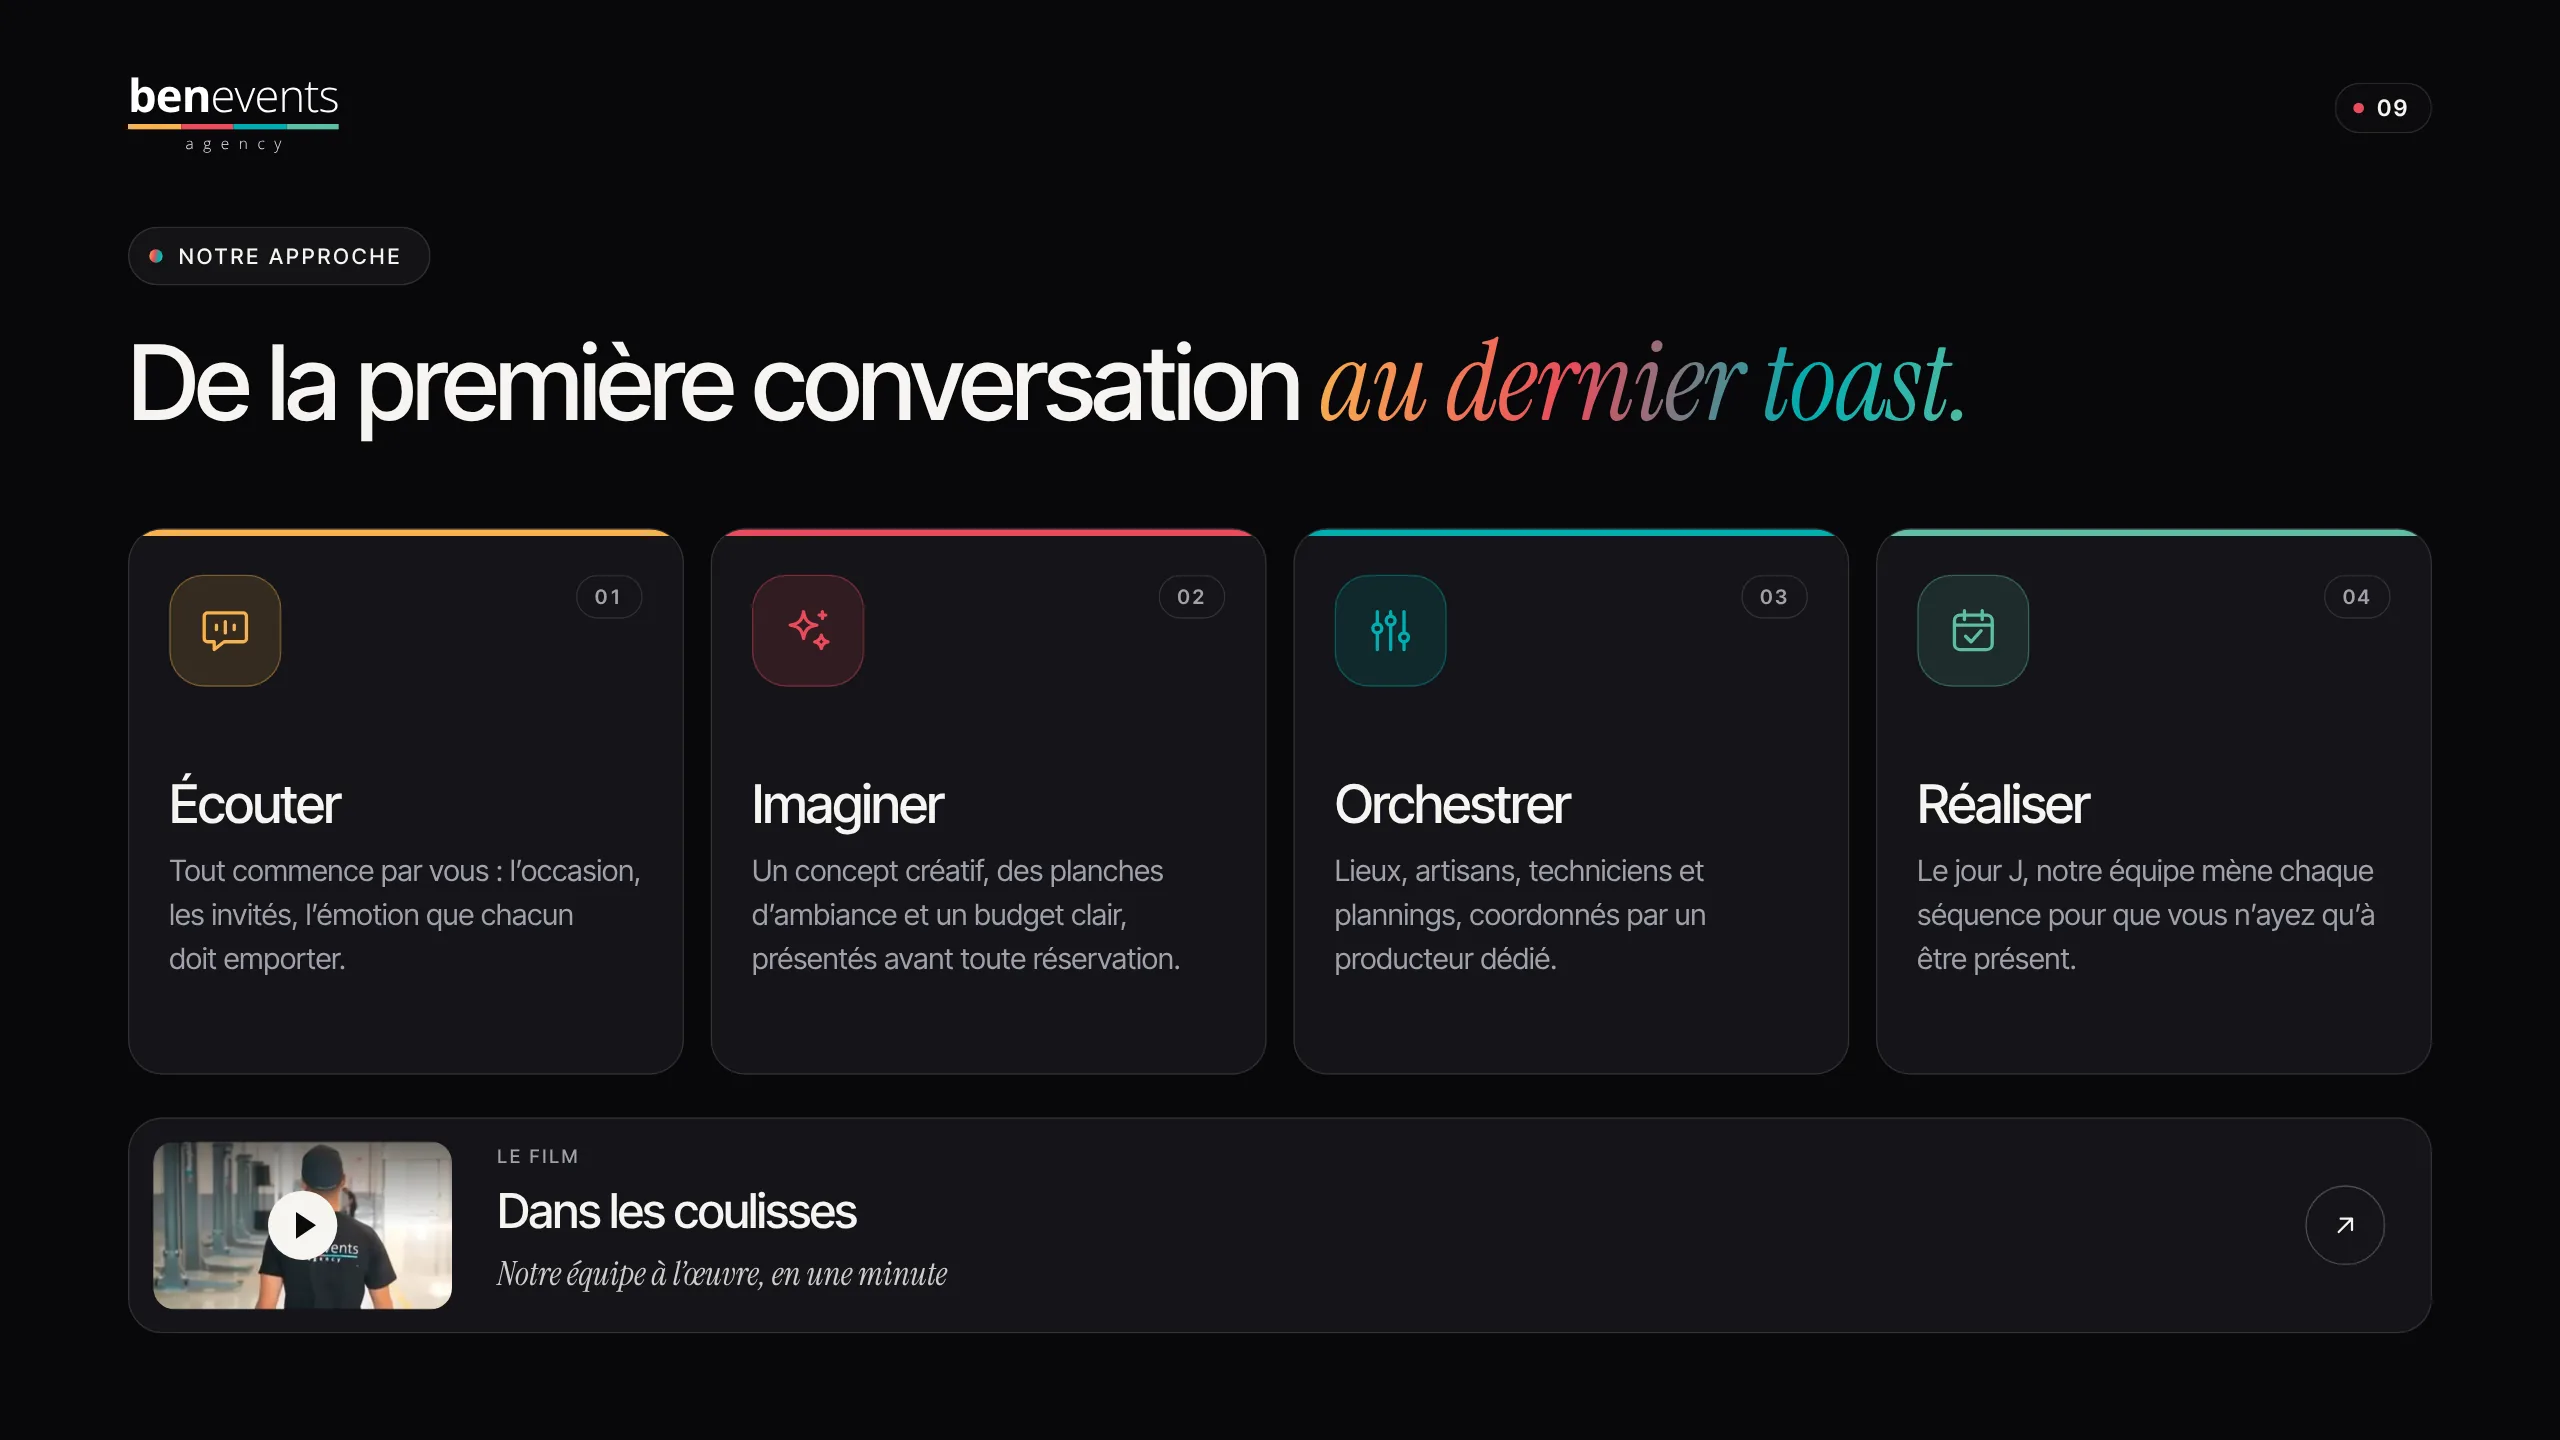 benevents
agency
09
NOTRE APPROCHE
De la première conversation au dernier toast.
01
Écouter
Tout commence par vous : l’occasion,
les invités, l’émotion que chacun
doit emporter.
02
Imaginer
Un concept créatif, des planches
d’ambiance et un budget clair,
présentés avant toute réservation.
03
Orchestrer
Lieux, artisans, techniciens et
plannings, coordonnés par un
producteur dédié.
04
Réaliser
Le jour J, notre équipe mène chaque
séquence pour que vous n’ayez qu’à
être présent.
LE FILM
Dans les coulisses
Notre équipe à l’œuvre, en une minute